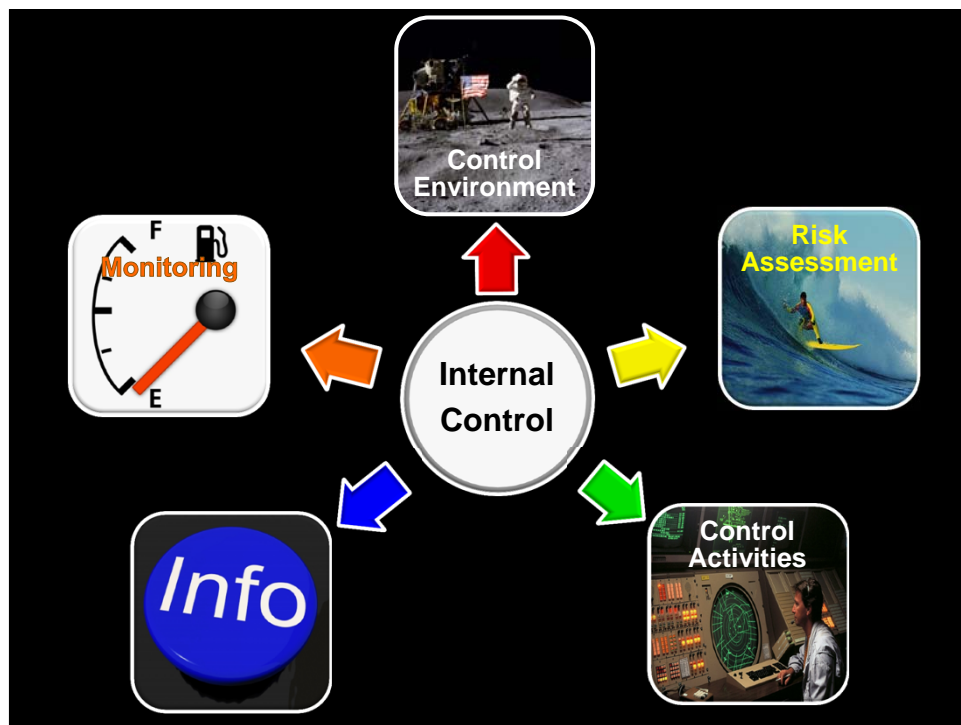 Control
Environment
Risk
Assessment
F
Monitoring
E
Internal
Control
Info
Control
Activities